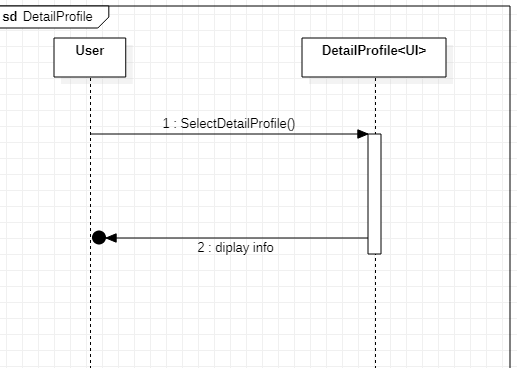 sd DetailProfile
User
DetailProfile<UI>
1 : SelectDetailProfile()
2 : diplay info